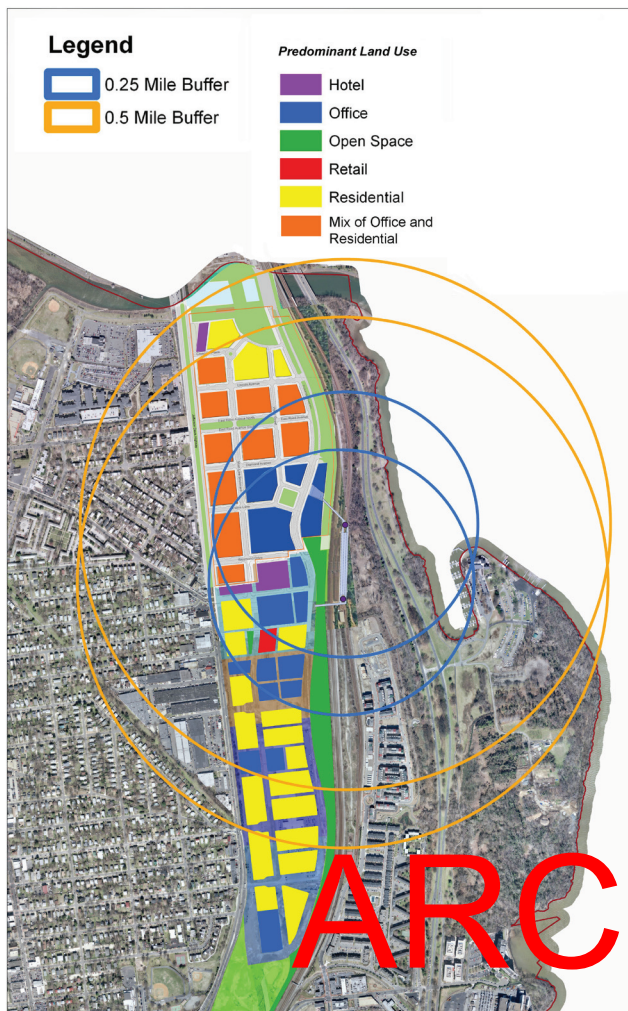 Legend
0.25 Mile Buffer
0.5 Mile Buffer
Predominant Land Use
Hotel
Office
Open Space
Retail
Residential
Mix of Office and
Residential
ARC